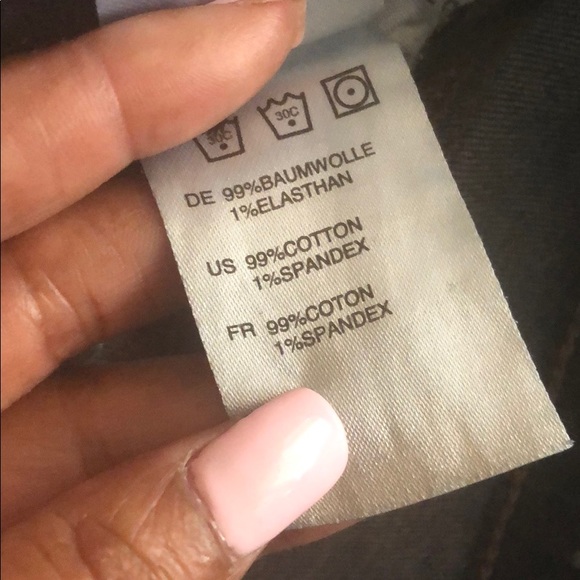 30C 30C
DE 99%BAUMWOLLE
1%ELASTHAN
US 99%COTTON
1%SPANDEX
FR 99%COTON
1%SPANDEX